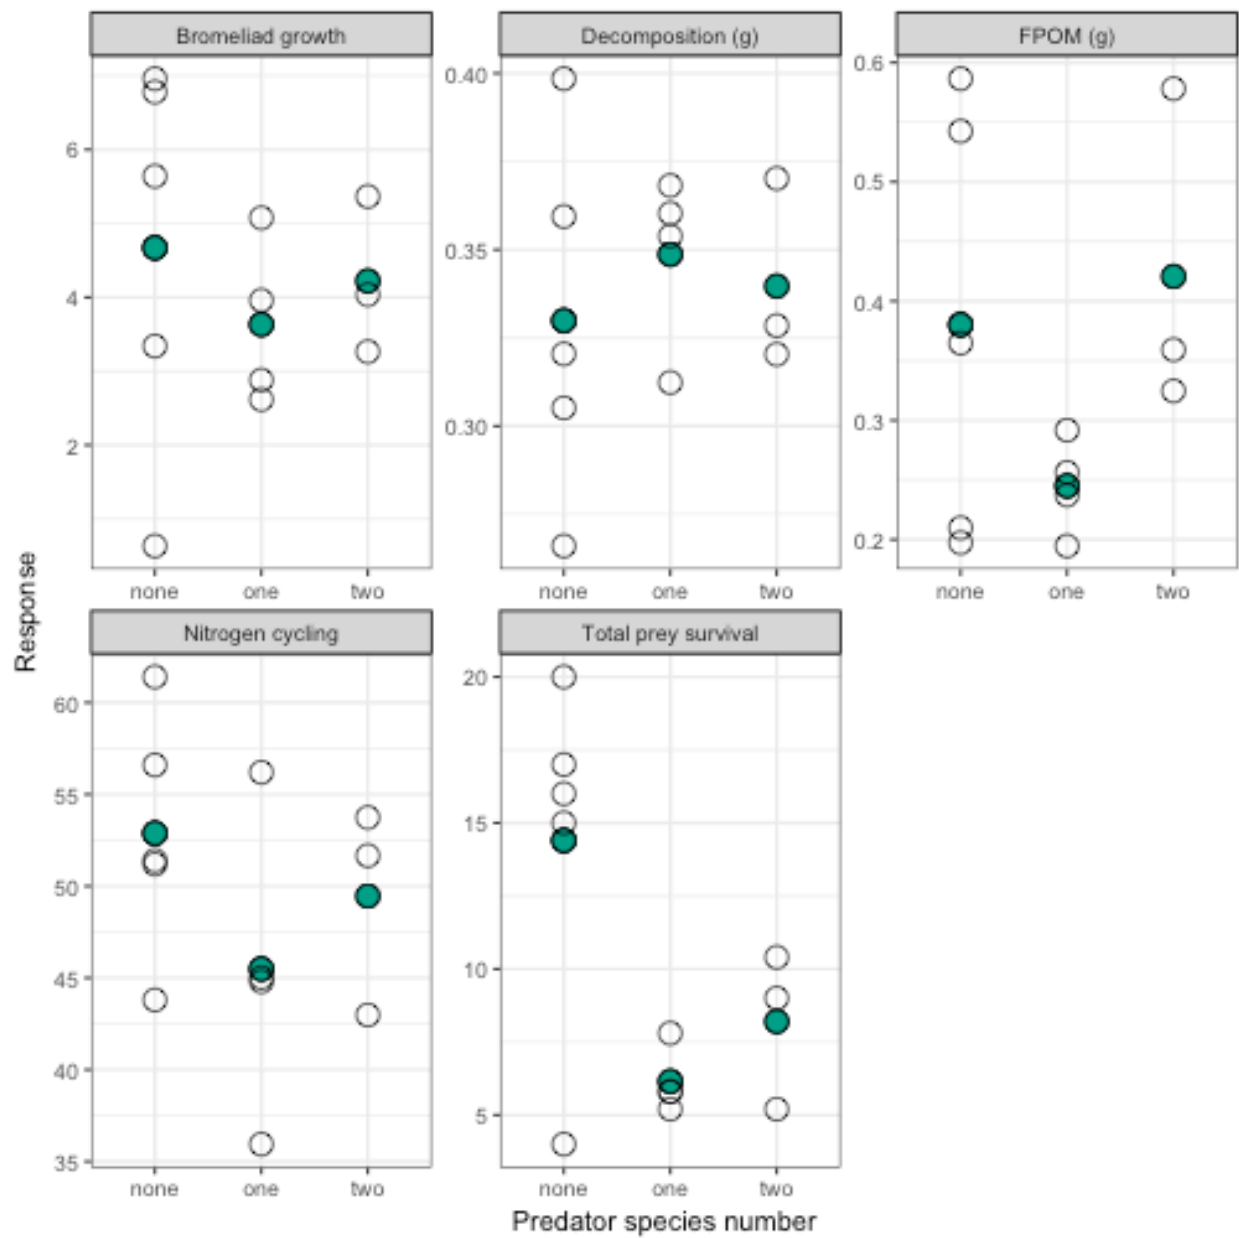 Bromeliad growth
Decomposition (g)
FPOM (g)
6
4
2
0.40
0.35
0.30
0.6
0.5
0.4
0.3
0.2
none one two
none one two
none one two
Response
Nitrogen cycling
Total prey survival
60
55
50
45
40
35
20
15
10
5
none one two
none one two
Predator species number